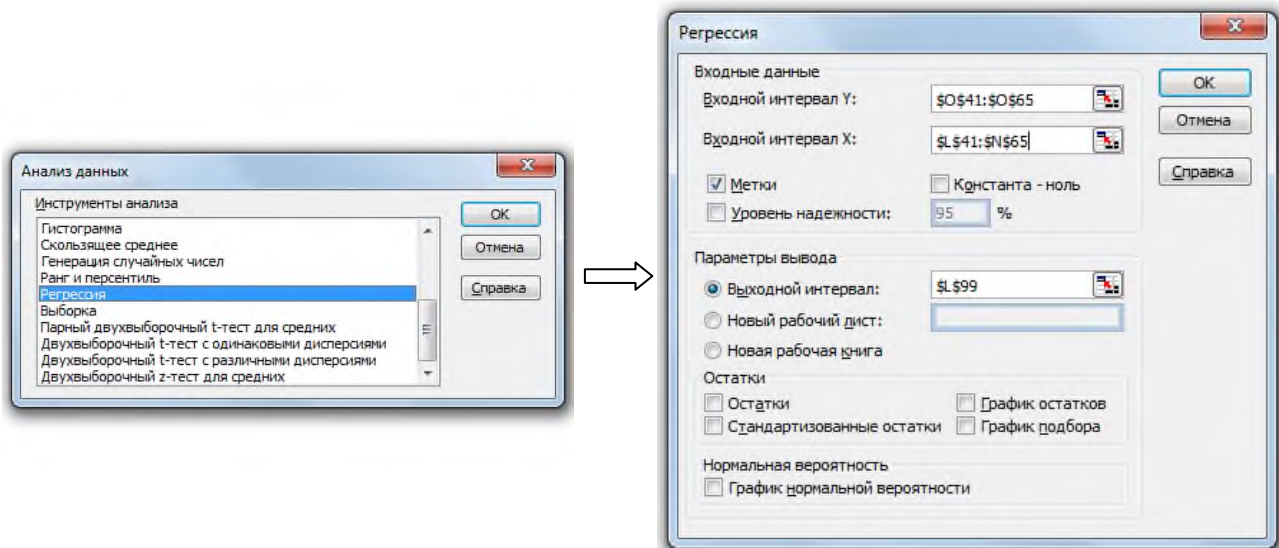 Анализ данных
Инструменты анализа
Гистограмма
Скользящее среднее
Генерация случайных чисел
Ранг и персентиль
Регрессия
Выборка
Парный двухвыборочный t-тест для средних
Двухвыборочный t-тест с одинаковыми дисперсиями
Двухвыборочный t-тест с различными дисперсиями
Двухвыборочный z-тест для средних
ОК
Отмена
Справка
Регрессия
Входные данные
Входной интервал Y: $O$41:$O$65
Входной интервал X: $L$41:$N$65
Метки Константа - ноль
Уровень надежности: 95 %
Параметры вывода
Выходной интервал: $L$99
Новый рабочий лист:
Новая рабочая книга
Остатки
Остатки График остатков
Стандартизованные остатки График подбора
Нормальная вероятность
График нормальной вероятности
ОК
Отмена
Справка